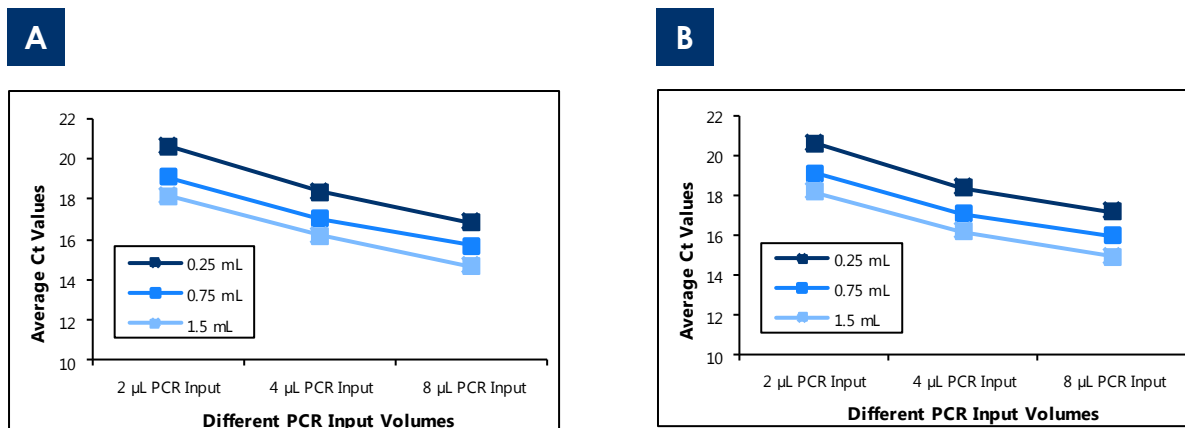 A
22
20
18
16
14
12
10
Average Ct Values
0.25 mL
0.75 mL
1.5 mL
2 µL PCR Input 4 µL PCR Input 8 µL PCR Input
Different PCR Input Volumes
B
22
20
18
16
14
12
10
Average Ct Values
0.25 mL
0.75 mL
1.5 mL
2 µL PCR Input 4 µL PCR Input 8 µL PCR Input
Different PCR Input Volumes